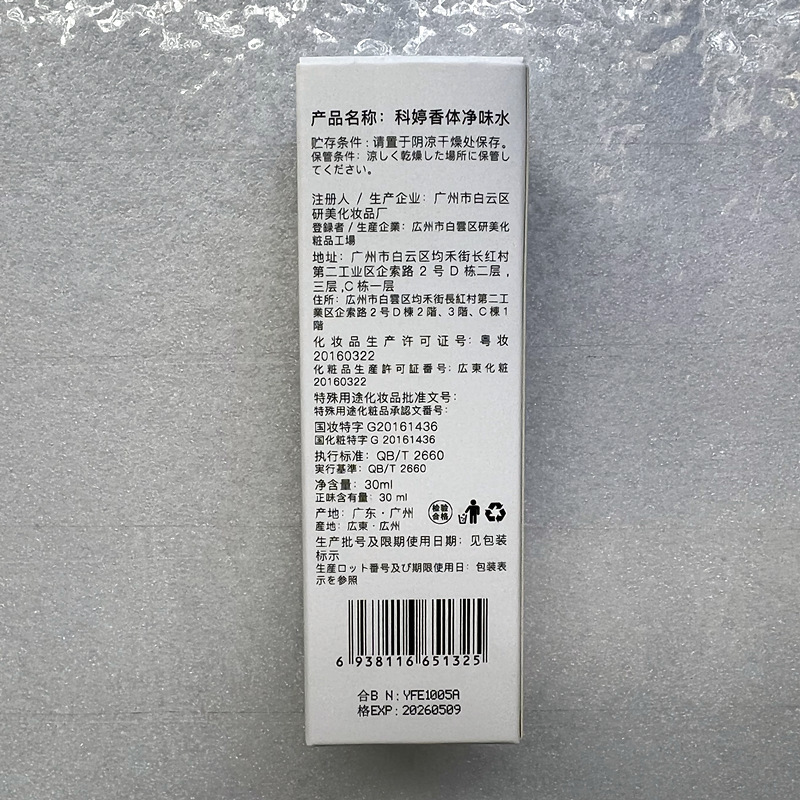 产品名称：科婷香体净味水
贮存条件：请置于阴凉干燥处保存。
保管条件：涼しく乾燥した場所に保管し
てください。
注册人 / 生产企业：广州市白云区
研美化妆品厂
登録者 / 生産企業：広州市白雲区研美化
粧品工場
地址：广州市白云区均禾街长红村
第二工业区企索路 2 号 D 栋二层，
三层,C 栋一层
住所：広州市白雲区均禾街長紅村第二工
業区企索路 2 号 D 棟 2 階、3 階、C 棟 1
階
化妆品生产许可证号：粤妆
20160322
化粧品生産許可証番号：広東化粧
20160322
特殊用途化妆品批准文号：
特殊用途化粧品承認文番号：
国妆特字 G20161436
国化粧特字 G 20161436
执行标准：QB/T 2660
実行基準：QB/T 2660
净含量：30ml
正味含有量：30 ml
产地：广东・广州
産地：広東・広州
检验
合格
生产批号及限期使用日期：见包装
标示
生産ロット番号及び期限使用日：包装表
示を参照
6 938116 651325
合B N:YFE1005A
格EXP:20260509